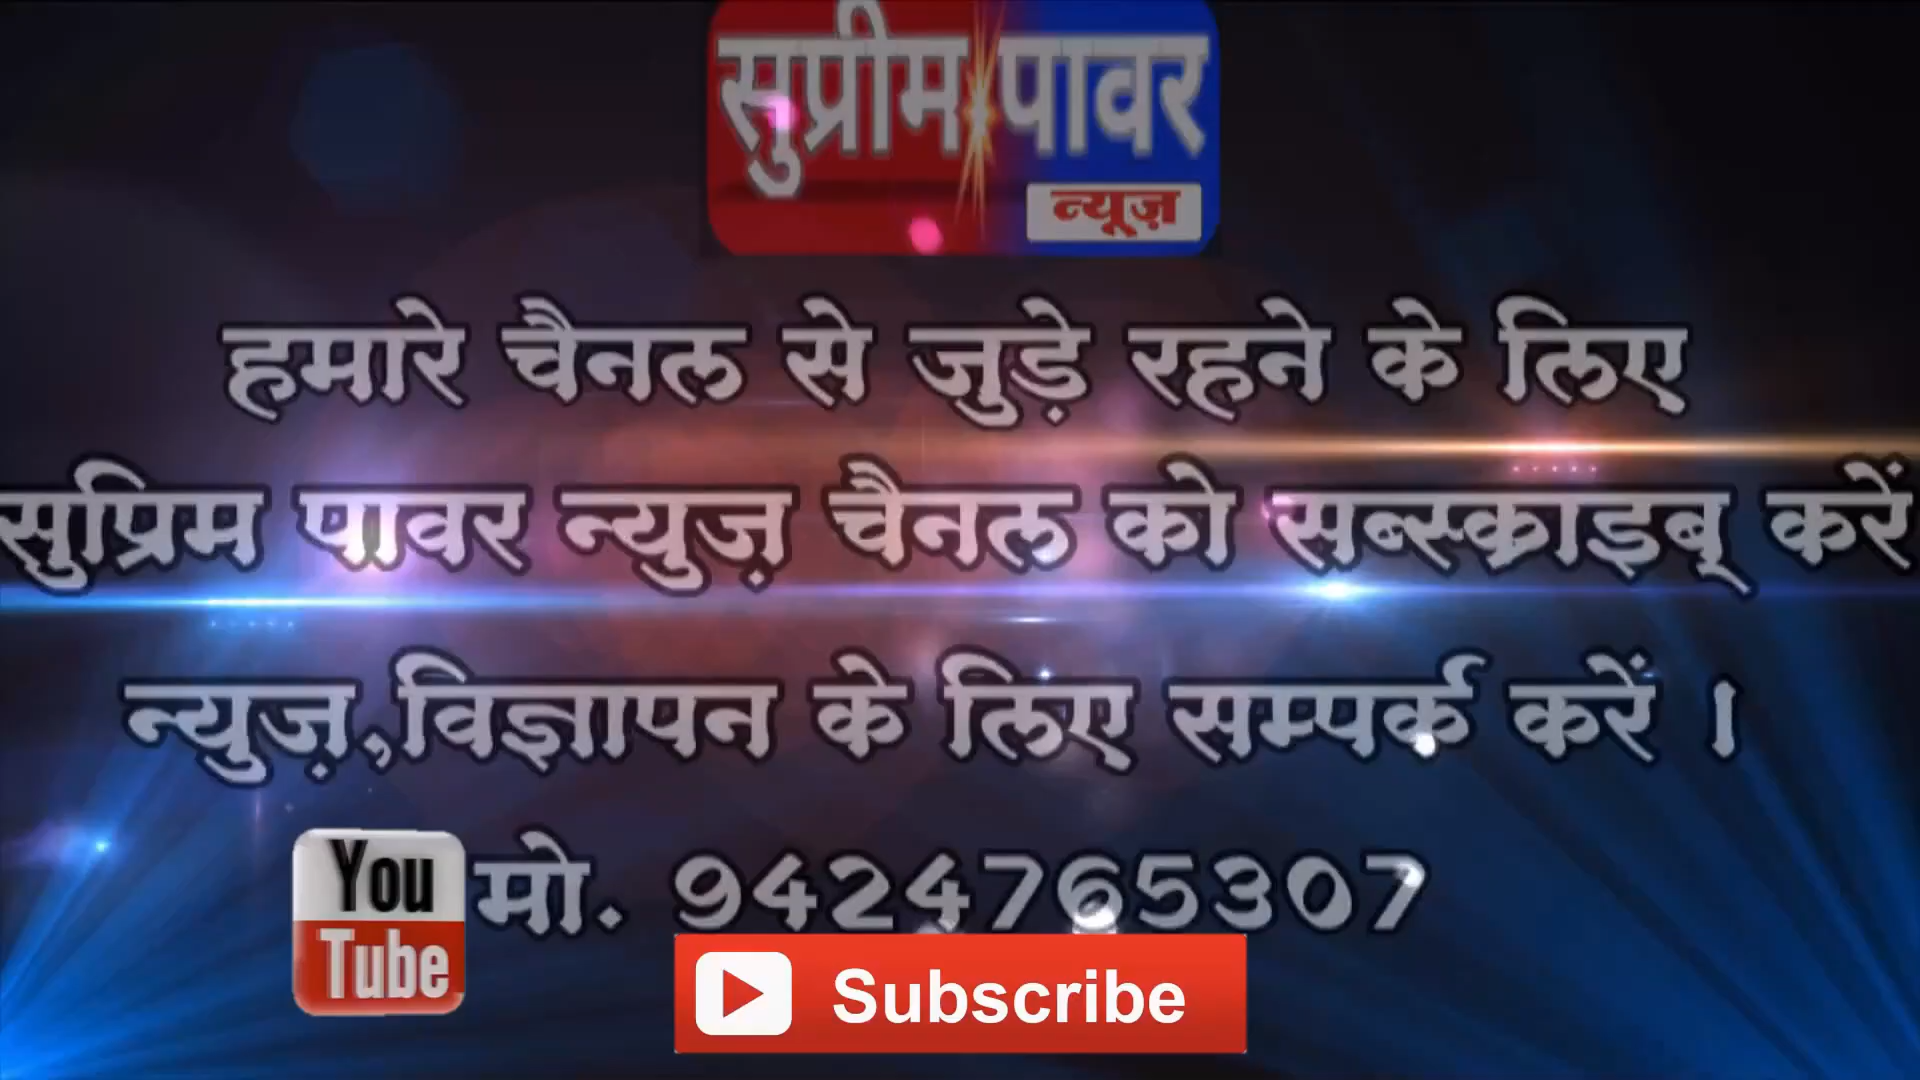 सुप्रीम पावर
न्यूज़
हमारे चैनल से जुड़े रहने के लिए
सुप्रिम पावर न्युज़ चैनल को सब्स्क्राइब् करें
न्युज़,विज्ञापन के लिए सम्पर्क करें ।
You
Tube
मो. 9424765307
Subscribe